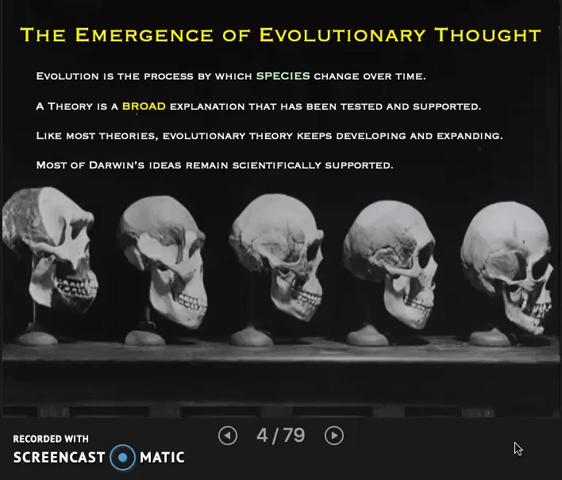 The Emergence of Evolutionary Thought
Evolution is the process by which SPECIES change over time.
A Theory is a BROAD explanation that has been tested and supported.
Like most theories, evolutionary theory keeps developing and expanding.
Most of Darwin's ideas remain scientifically supported.
4 / 79
RECORDED WITH
SCREENCAST MATIC